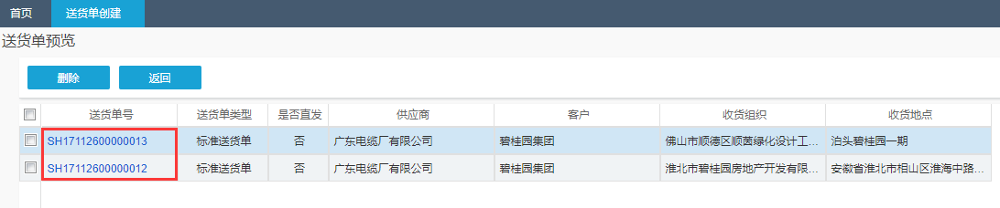 首页 送货单创建
送货单预览
删除 返回
送货单号 送货单类型 是否直发 供应商 客户 收货组织 收货地点
SH17112600000013 标准送货单 否 广东电缆厂有限公司 碧桂园集团 佛山市顺德区顺茵绿化设计工... 泊头碧桂园一期
SH17112600000012 标准送货单 否 广东电缆厂有限公司 碧桂园集团 淮北市碧桂园房地产开发有限... 安徽省淮北市相山区淮海中路...